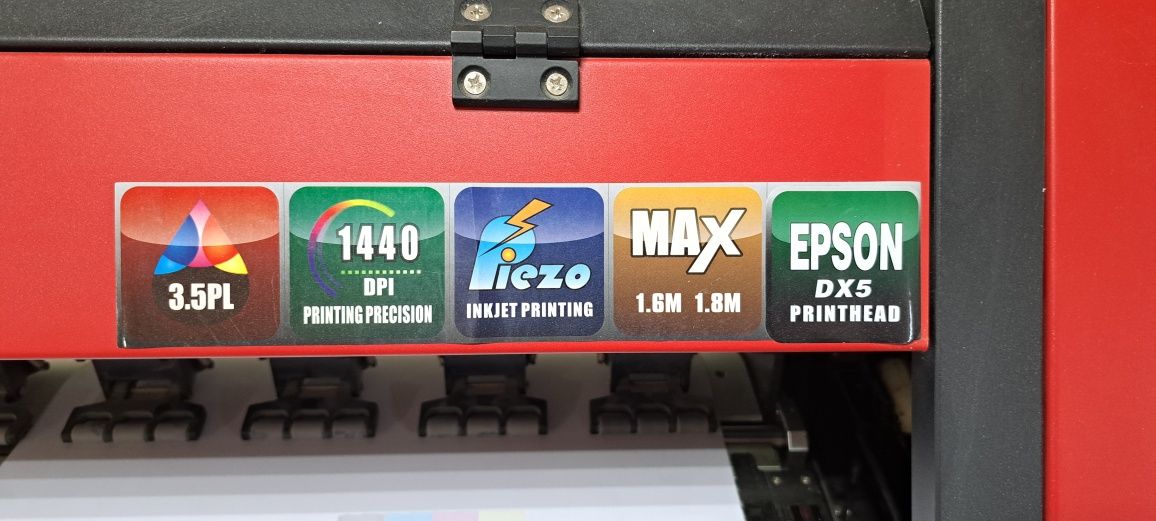 3.5PL
1440
DPI
PRINTING PRECISION
Piezo
INKJET PRINTING
MAX
1.6M 1.8M
EPSON
DX5
PRINTHEAD